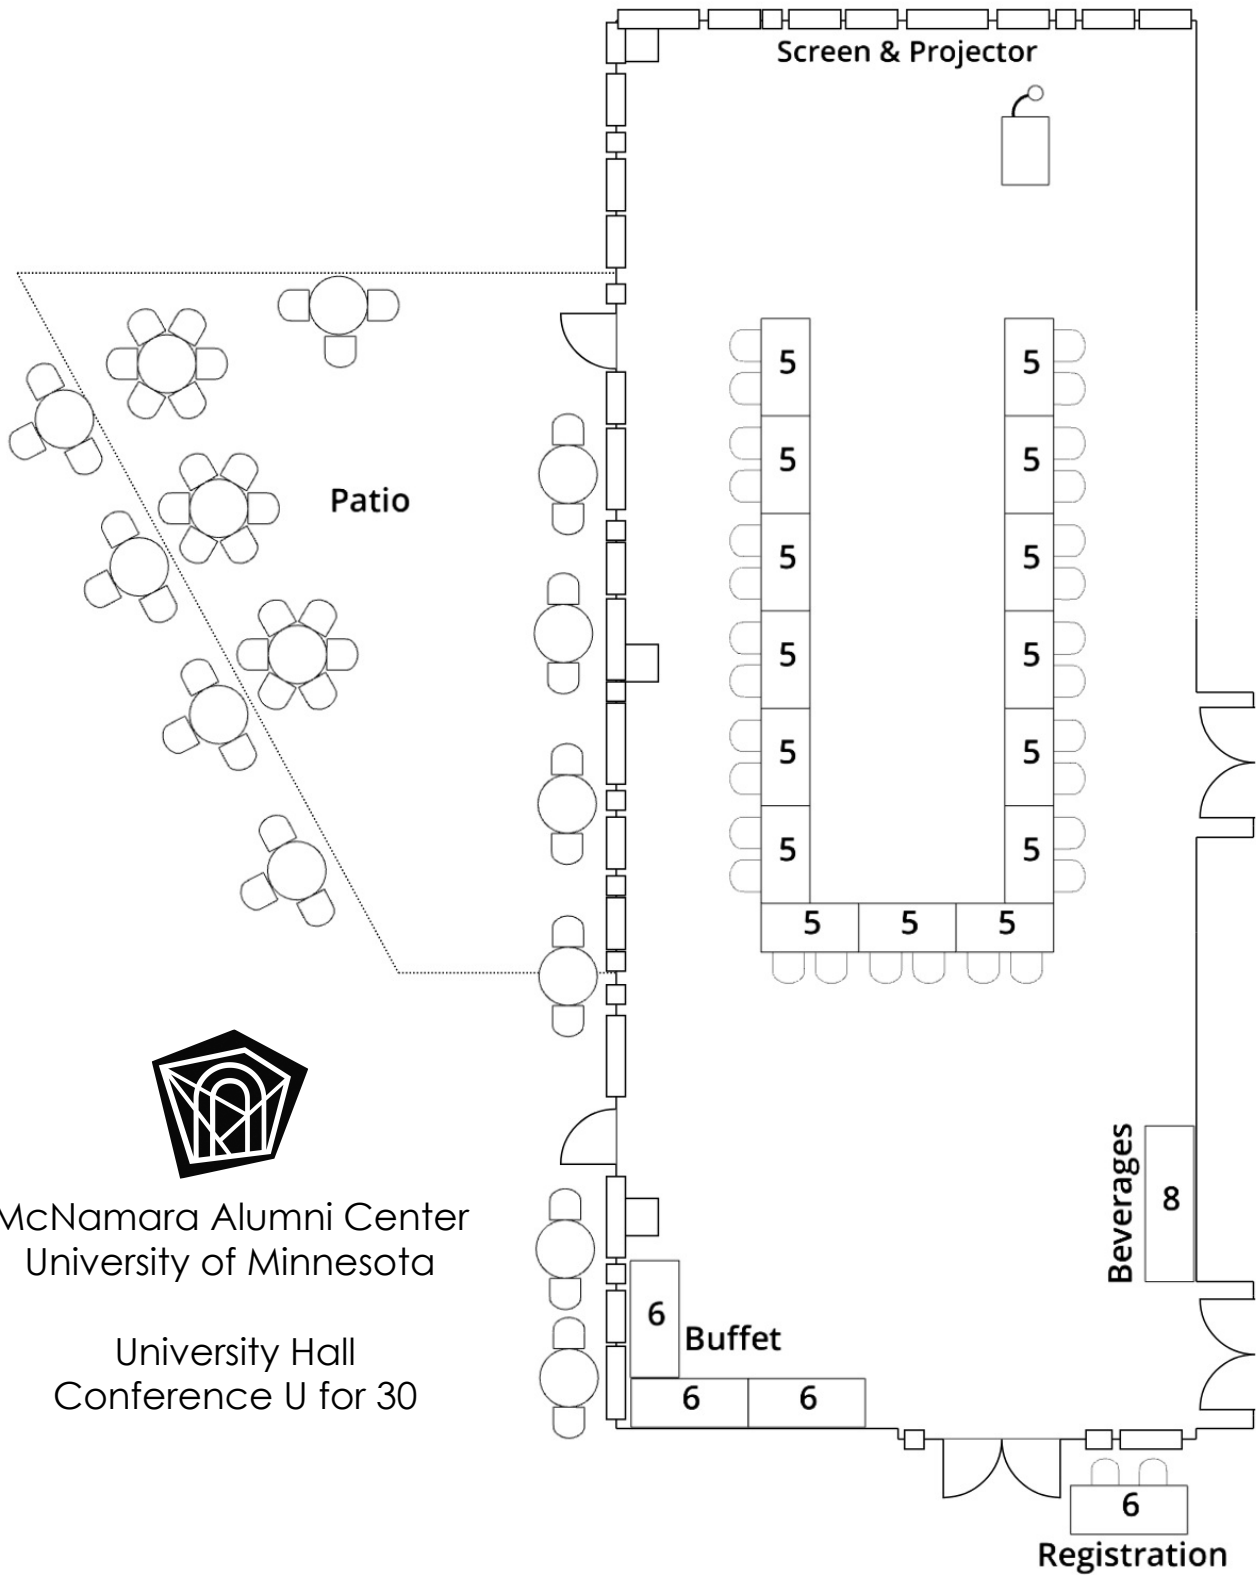 Screen & Projector
5 5
5 5
Patio
5 5
5 5
5 5
5 5
5 5 5
Beverages
8
McNamara Alumni Center
University of Minnesota
6
Buffet
University Hall
Conference U for 30
6 6
6
Registration